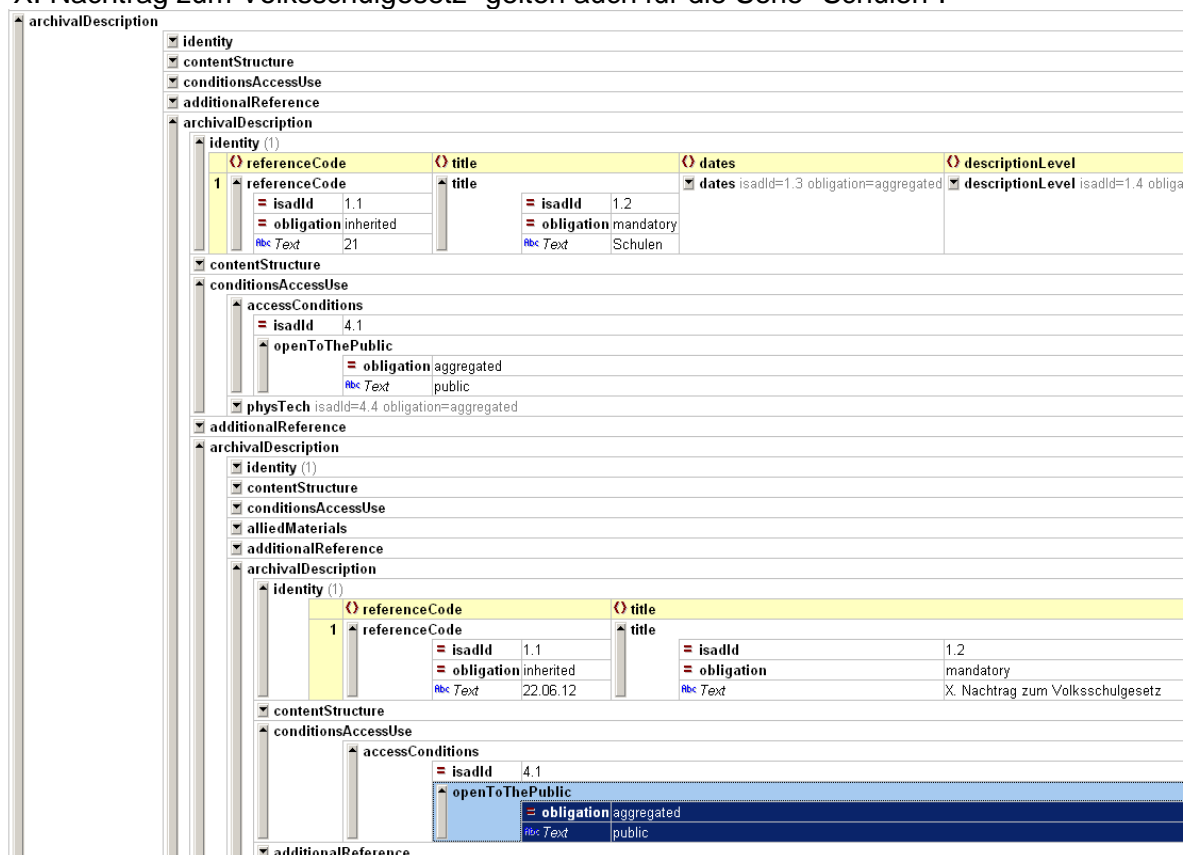 X. Nachtrag zum Volksschulgesetz" gelten auch für die Serie "Schulen".
archivalDescription
identity
contentStructure
conditionsAccessUse
additionalReference
archivalDescription
identity (1)
referenceCode title dates descriptionLevel
1 referenceCode title dates isadId=1.3 obligation=aggregated descriptionLevel isadId=1.4 obliga
= isadId 1.1 = isadId 1.2
= obligation inherited = obligation mandatory
Abc Text 21 Abc Text Schulen
contentStructure
conditionsAccessUse
accessConditions
= isadId 4.1
openToThePublic
= obligation aggregated
Abc Text public
physTech isadId=4.4 obligation=aggregated
additionalReference
archivalDescription
identity (1)
contentStructure
conditionsAccessUse
alliedMaterials
additionalReference
archivalDescription
identity (1)
referenceCode title
1 referenceCode title
= isadId 1.1 = isadId 1.2
= obligation inherited = obligation mandatory
Abc Text 22.06.12 Abc Text X. Nachtrag zum Volksschulgesetz
contentStructure
conditionsAccessUse
accessConditions
= isadId 4.1
openToThePublic
= obligation aggregated
Abc Text public
additionalReference